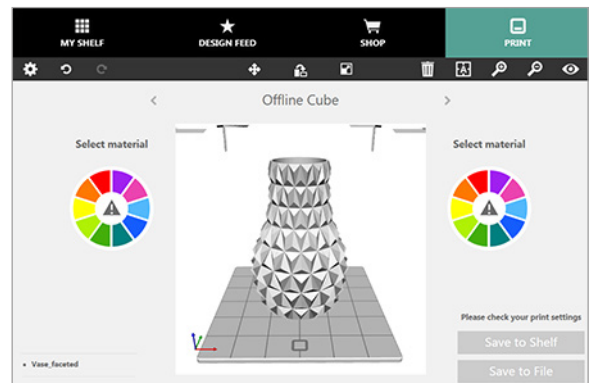 MY SHELF
DESIGN FEED
SHOP
PRINT
A
Offline Cube
Select material
Select material
Please check your print settings
Save to Shelf
Save to File
Vase_faceted